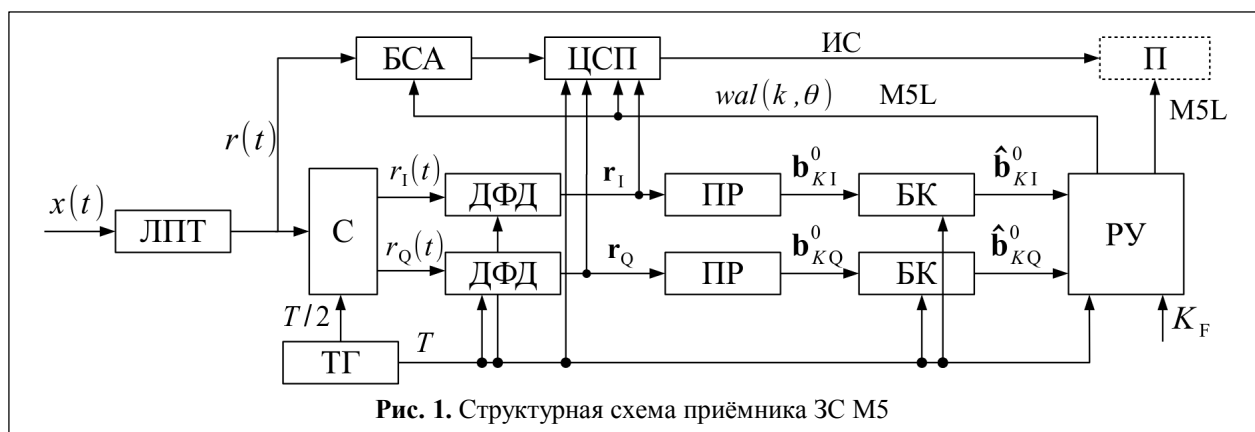 БСА ЦСП ИС П
wal(k,θ) M5L M5L
r(t)
r_I(t) r_I b⁰_KI b̂⁰_KI
x(t) ЛПТ С ДФД ПР БК РУ
r_Q(t) r_Q b⁰_KQ b̂⁰_KQ
ДФД ПР БК
T/2 T K_F
ТГ
Рис. 1. Структурная схема приёмника ЗС М5